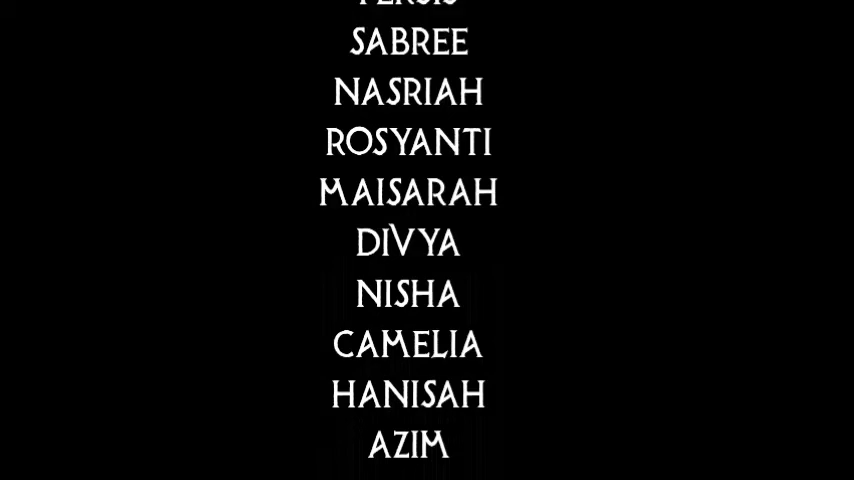 SABREE
NASRIAH
ROSYANTI
MAISARAH
DIVYA
NISHA
CAMELIA
HANISAH
AZIM